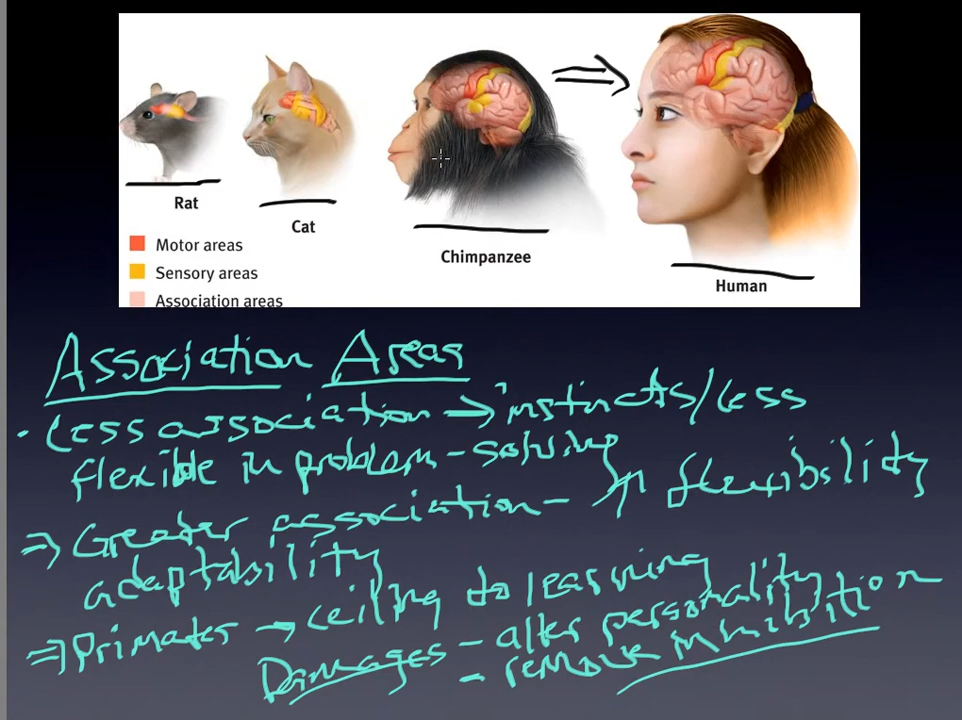 Rat
Cat
Chimpanzee
Human
Motor areas
Sensory areas
Association areas
Association Areas
· Less association → instincts/less
flexible in problem-solving
⇒ Greater association - ↑ flexibility
adaptability
⇒ Primates → ceiling to learning
Damages - alter personality
- remove inhibition